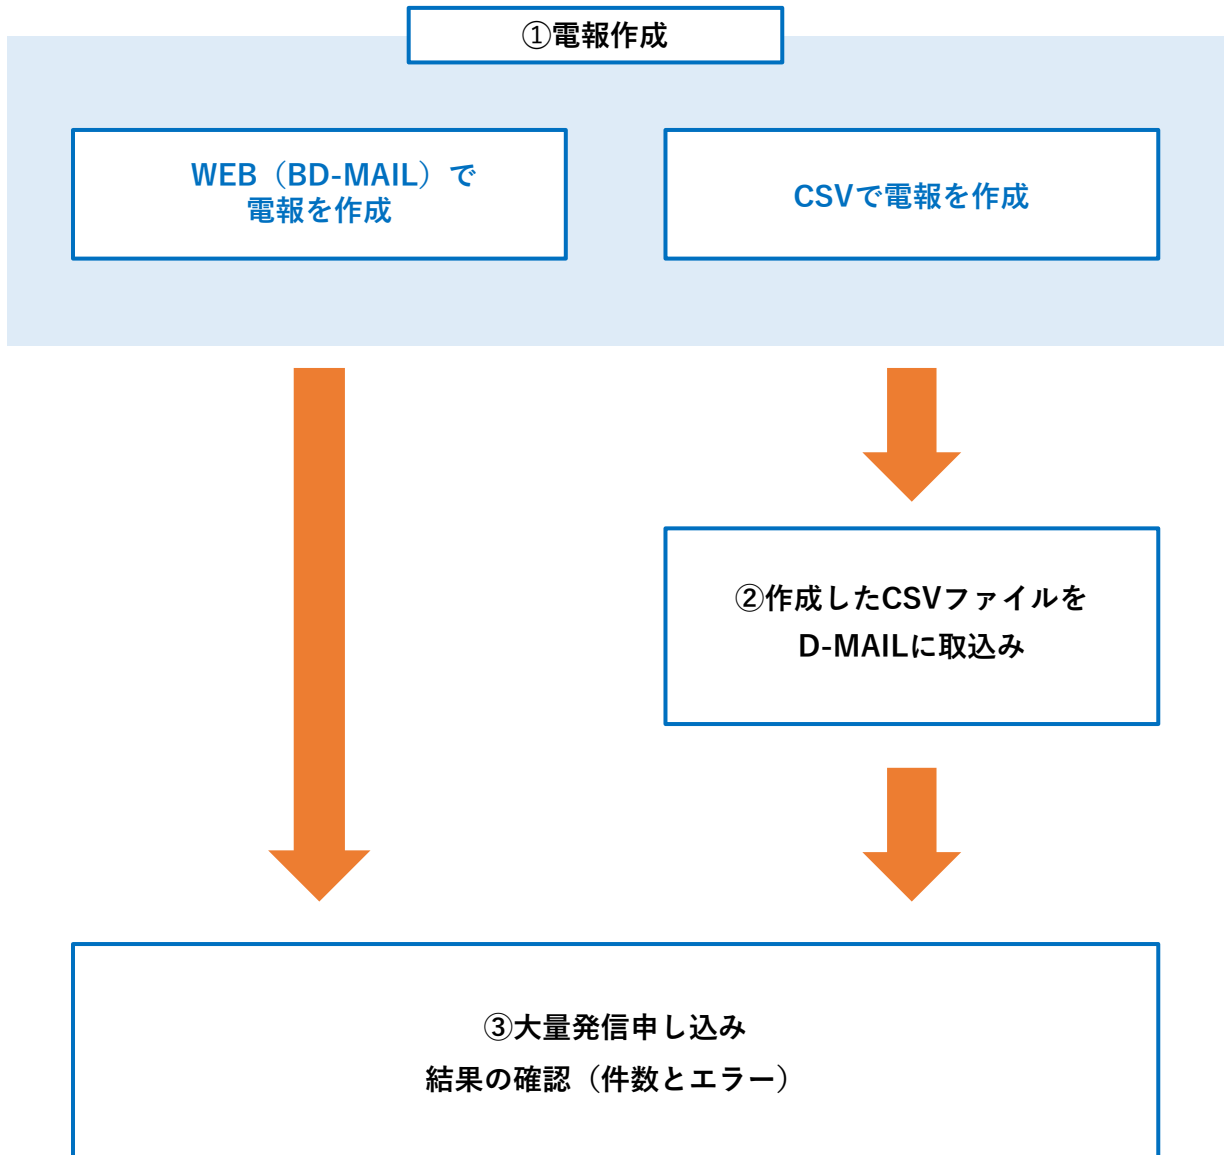 ①電報作成
WEB（BD-MAIL）で
電報を作成
CSVで電報を作成
②作成したCSVファイルを
D-MAILに取込み
③大量発信申し込み
結果の確認（件数とエラー）